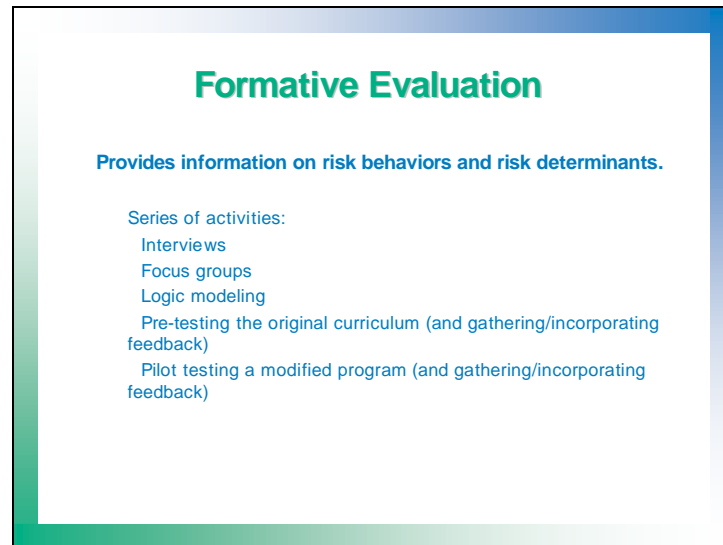 Formative Evaluation
Provides information on risk behaviors and risk determinants.
Series of activities:
Interviews
Focus groups
Logic modeling
Pre-testing the original curriculum (and gathering/incorporating
feedback)
Pilot testing a modified program (and gathering/incorporating
feedback)